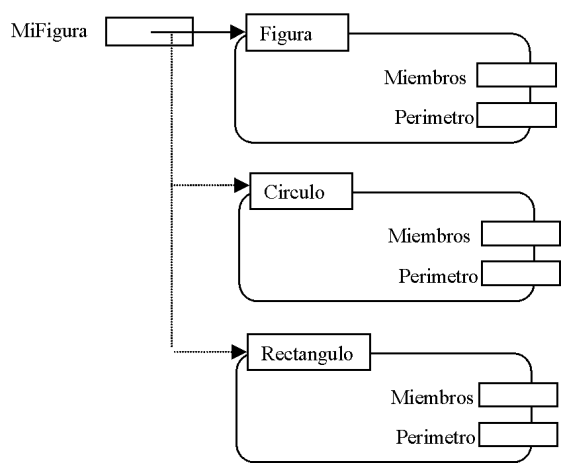 MiFigura
Figura
Miembros
Perimetro
Circulo
Miembros
Perimetro
Rectangulo
Miembros
Perimetro